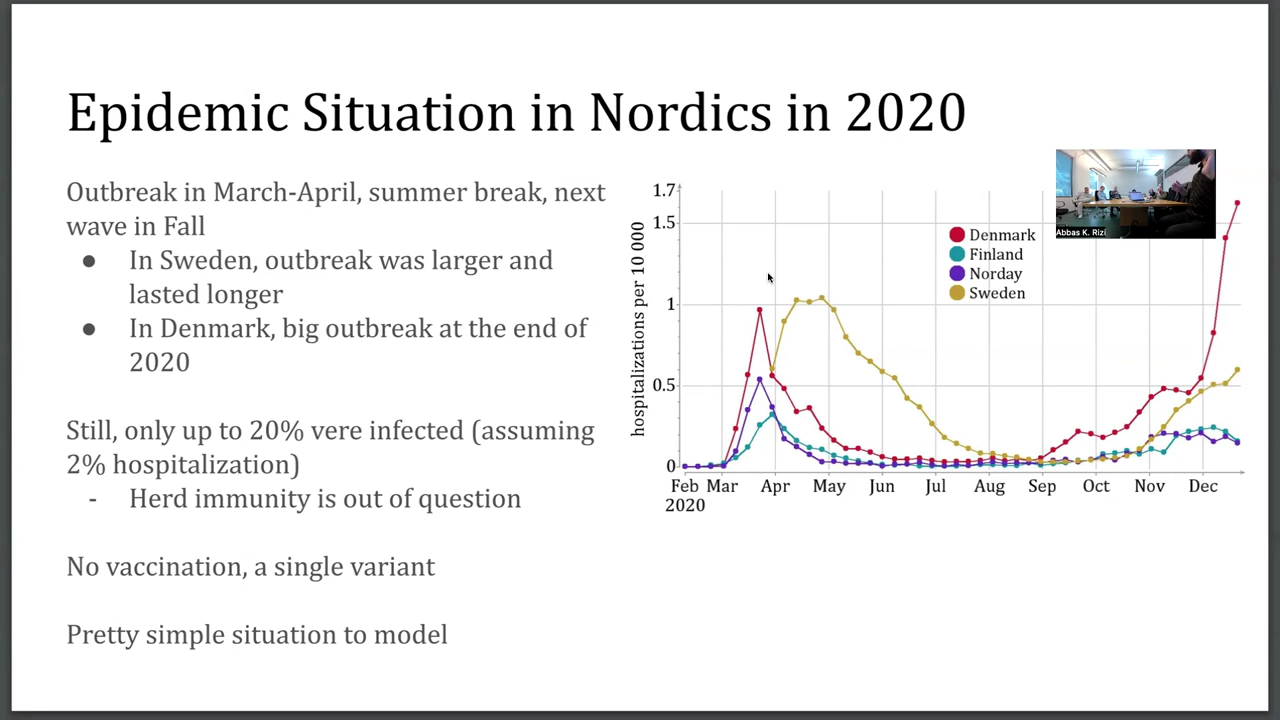 Epidemic Situation in Nordics in 2020
Outbreak in March-April, summer break, next
wave in Fall
● In Sweden, outbreak was larger and
lasted longer
● In Denmark, big outbreak at the end of
2020
Still, only up to 20% vere infected (assuming
2% hospitalization)
- Herd immunity is out of question
No vaccination, a single variant
Pretty simple situation to model
hospitalizations per 10 000
1.7
1.5
1
0.5
0
Denmark
Finland
Norday
Sweden
Feb Mar Apr May Jun Jul Aug Sep Oct Nov Dec
2020
Abbas K. Rizi